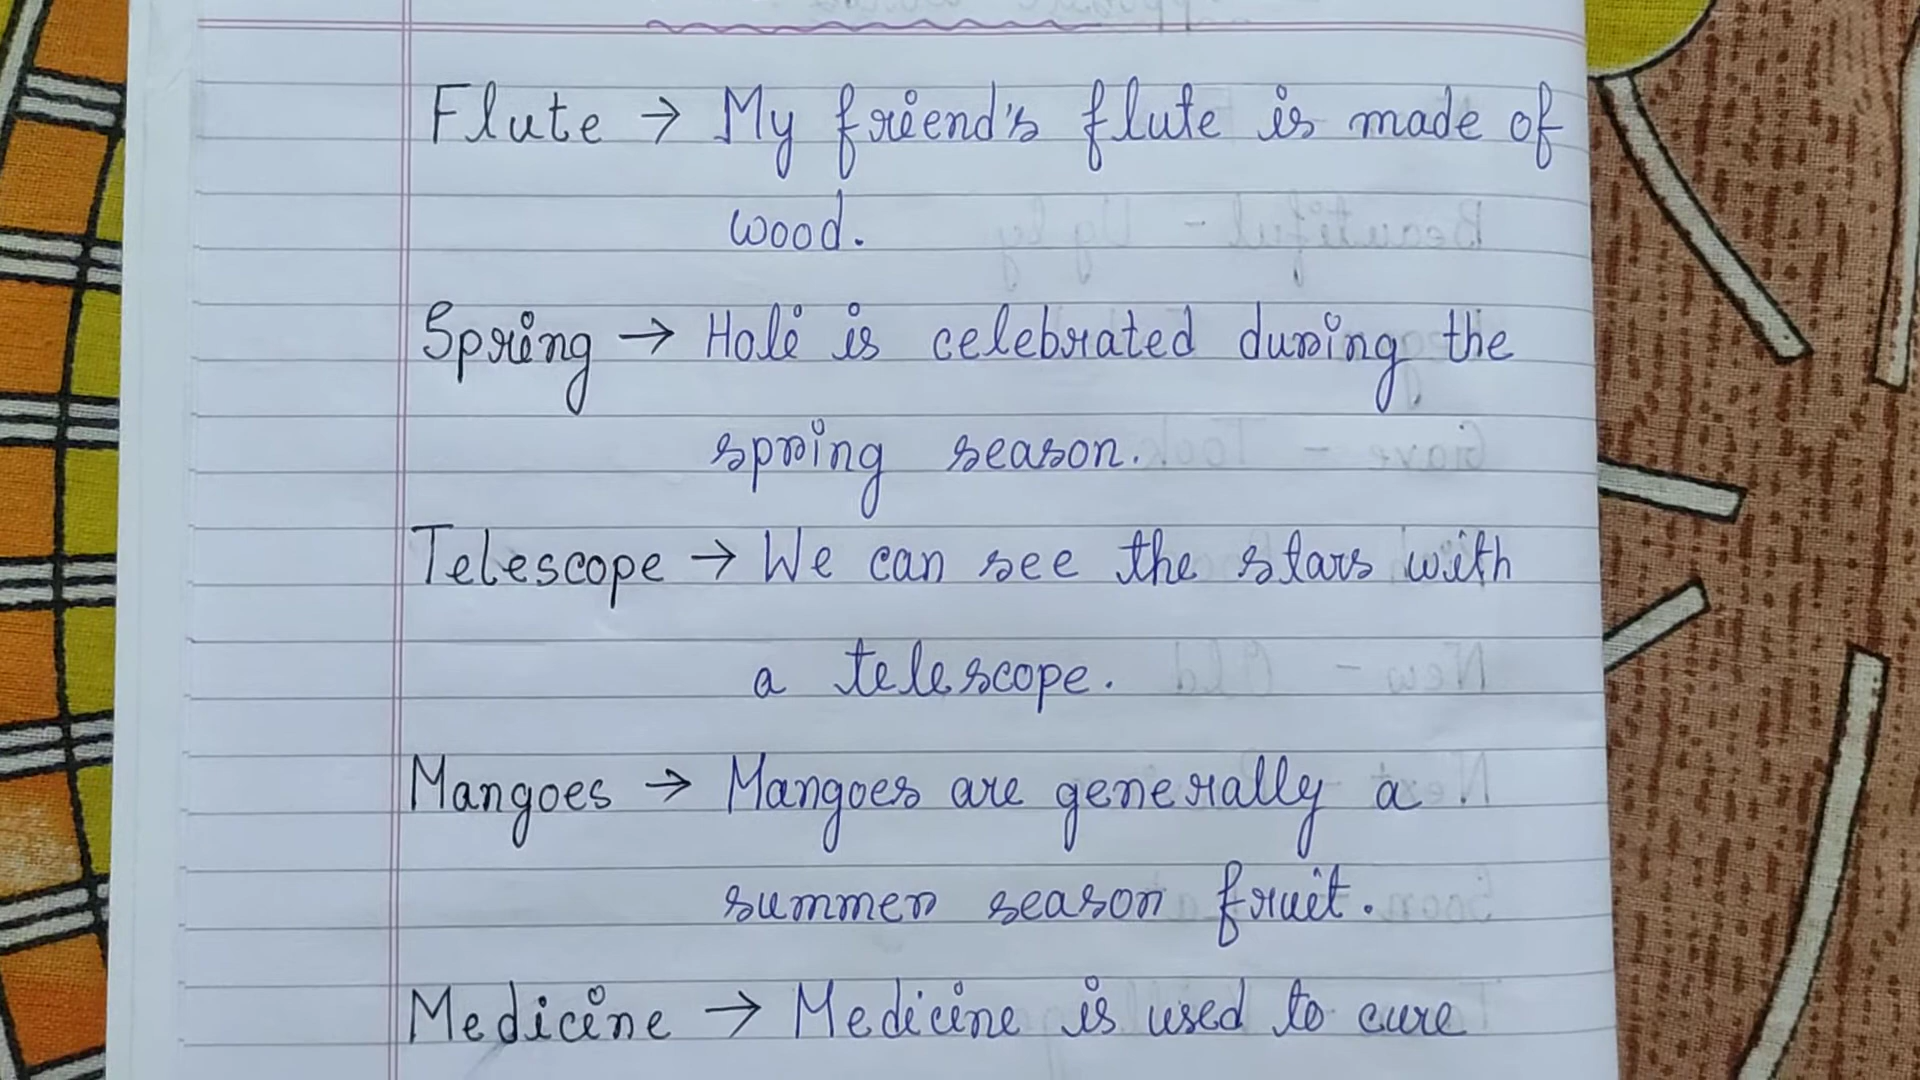 Flute → My friend's flute is made of
wood.
Spring → Holi is celebrated during the
spring season.
Telescope → We can see the stars with
a telescope.
Mangoes → Mangoes are generally a
summer season fruit.
Medicine → Medicine is used to cure